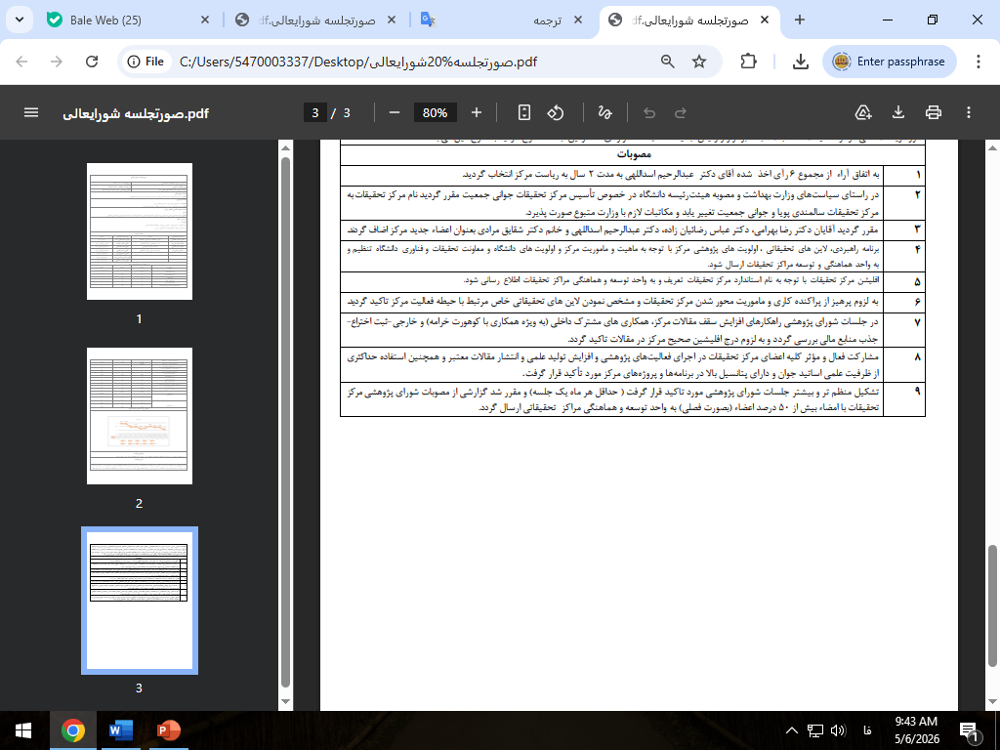 Bale Web (25)
صورتجلسه شورایعالی.pdf
ترجمه
صورتجلسه شورایعالی.pdf
File
C:/Users/5470003337/Desktop/صورتجلسه%20شورایعالی.pdf
Enter passphrase
صورتجلسه شورایعالی.pdf
3 / 3
80%
مصوبات
۱ به اتفاق آراء از مجموع ۶ رأی اخذ شده آقای دکتر عبدالرحیم اسداللهی به مدت ۲ سال به ریاست مرکز انتخاب گردید.
۲ در راستای سیاست‌های وزارت بهداشت و مصوبه هیئت‌رئیسه دانشگاه در خصوص تأسیس مرکز تحقیقات جوانی جمعیت مقرر گردید نام مرکز تحقیقات به
مرکز تحقیقات سالمندی پویا و جوانی جمعیت تغییر یابد و مکاتبات لازم با وزارت متبوع صورت پذیرد.
۳ مقرر گردید آقایان دکتر رضا بهرامی، دکتر عباس رضائیان زاده، دکتر عبدالرحیم اسداللهی و خانم دکتر شقایق مرادی بعنوان اعضاء جدید مرکز اضاف گردند.
۴ برنامه راهبردی، لاین های تحقیقاتی ، اولویت های پژوهشی مرکز با توجه به ماهیت و ماموریت مرکز و اولویت های دانشگاه و معاونت تحقیقات و فناوری دانشگاه تنظیم و
به واحد هماهنگی و توسعه مراکز تحقیقات ارسال شود.
۵ افلیشن مرکز تحقیقات با توجه به نام استاندارد مرکز تحقیقات تعریف و به واحد توسعه و هماهنگی مراکز تحقیقات اطلاع رسانی شود.
۶ به لزوم پرهیز از پراکنده کاری و ماموریت محور شدن مرکز تحقیقات و مشخص نمودن لاین های تحقیقاتی خاص مرتبط با حیطه فعالیت مرکز تاکید گردید.
۷ در جلسات شورای پژوهشی راهکارهای افزایش سقف مقالات مرکز، همکاری های مشترک داخلی (به ویژه همکاری با کوهورت خرامه) و خارجی-ثبت اختراع-
جذب منابع مالی بررسی گردد و به لزوم درج افلیشین صحیح مرکز در مقالات تاکید گردد.
۸ مشارکت فعال و مؤثر کلیه اعضای مرکز تحقیقات در اجرای فعالیت‌های پژوهشی و افزایش تولید علمی و انتشار مقالات معتبر و همچنین استفاده حداکثری
از ظرفیت علمی اساتید جوان و دارای پتانسیل بالا در برنامه‌ها و پروژه‌های مرکز مورد تأکید قرار گرفت.
۹ تشکیل منظم تر و بیشتر جلسات شورای پژوهشی مورد تاکید قرار گرفت ( حداقل هر ماه یک جلسه) و مقرر شد گزارشی از مصوبات شورای پژوهشی مرکز
تحقیقات با امضاء بیش از ۵۰ درصد اعضاء (بصورت فصلی) به واحد توسعه و هماهنگی مراکز تحقیقاتی ارسال گردد.
1
2
3
فا
9:43 AM
5/6/2026
1